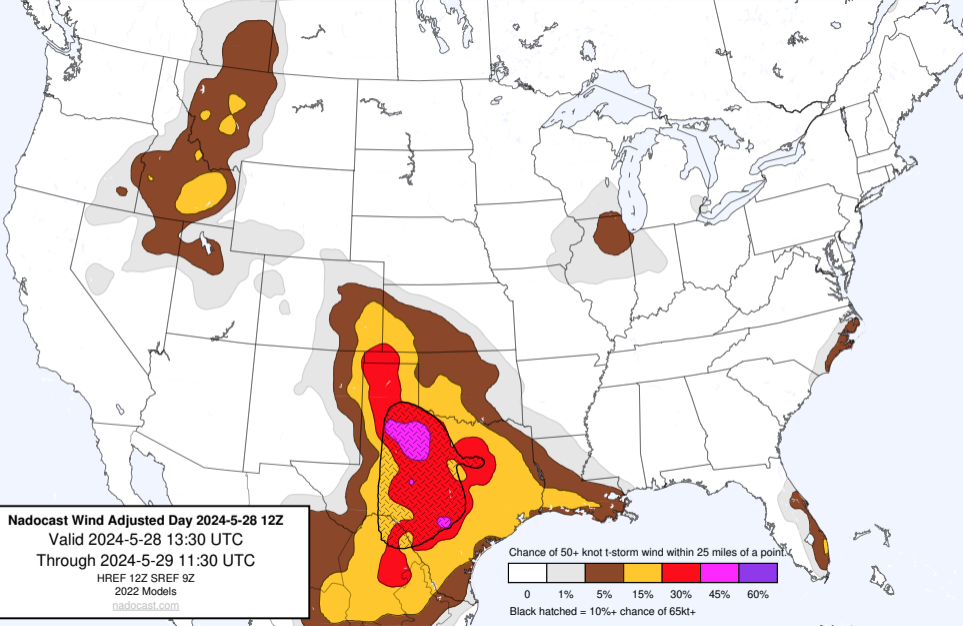 Nadocast Wind Adjusted Day 2024-5-28 12Z
Valid 2024-5-28 13:30 UTC
Through 2024-5-29 11:30 UTC
HREF 12Z SREF 9Z
2022 Models
nadocast.com
Chance of 50+ knot t-storm wind within 25 miles of a point.
0 1% 5% 15% 30% 45% 60%
Black hatched = 10%+ chance of 65kt+